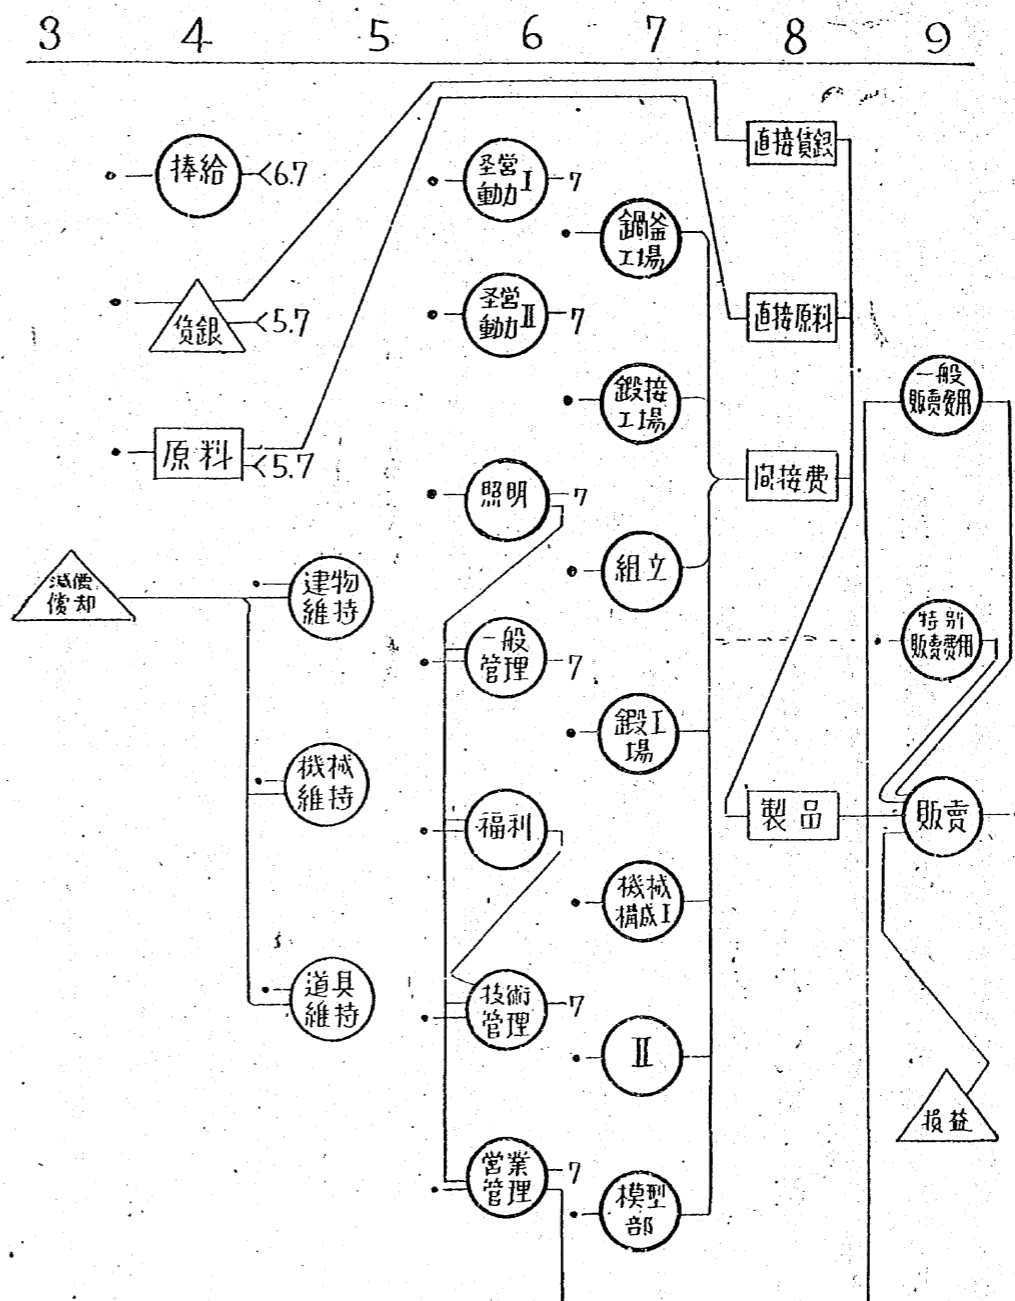 3 4 5 6 7 8 9
捧給
6.7
賃銀
5.7
原料
5.7
減價
償却
建物
維持
機械
維持
道具
維持
圣営
動力I
7
圣営
動力II
7
照明
7
一般
管理
7
福利
技術
管理
7
営業
管理
7
鍋釜
工場
鍛接
工場
組立
鍛工
場
機械
構成I
II
模型
部
直接賃銀
直接原料
间接費
製品
一般
販売費用
特别
販売費用
販売
損益